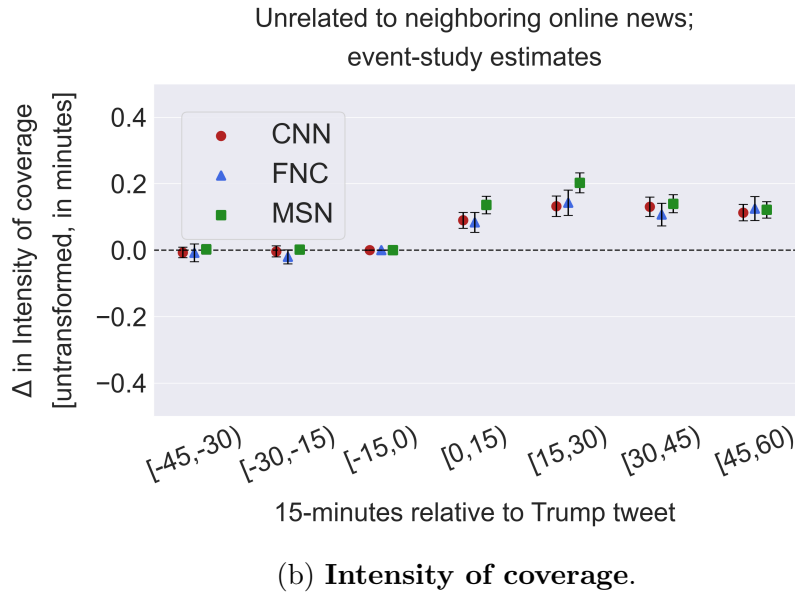 Unrelated to neighboring online news;
event-study estimates
Δ in Intensity of coverage
[untransformed, in minutes]
0.4
0.2
0.0
−0.2
−0.4
CNN
FNC
MSN
[-45,-30)
[-30,-15)
[-15,0)
[0,15)
[15,30)
[30,45)
[45,60)
15-minutes relative to Trump tweet
(b) Intensity of coverage.